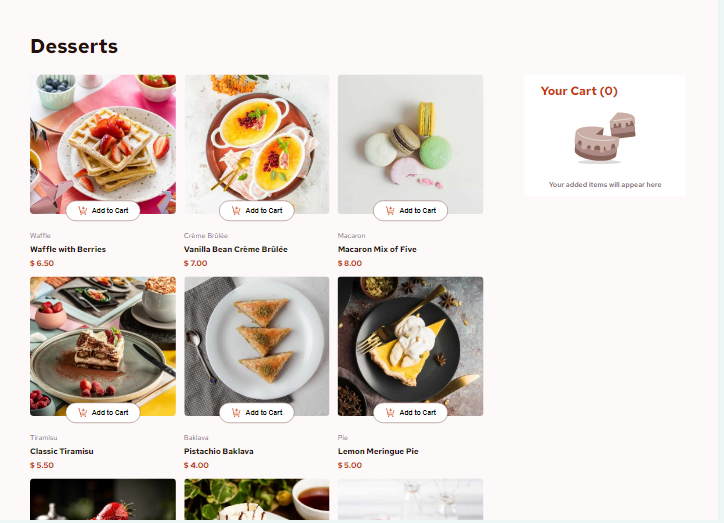 Desserts
Your Cart (0)
Your added items will appear here
Add to Cart
Add to Cart
Add to Cart
Waffle
Crème Brûlée
Macaron
Waffle with Berries
Vanilla Bean Crème Brûlée
Macaron Mix of Five
$ 6.50
$ 7.00
$ 8.00
Add to Cart
Add to Cart
Add to Cart
Tiramisu
Baklava
Pie
Classic Tiramisu
Pistachio Baklava
Lemon Meringue Pie
$ 5.50
$ 4.00
$ 5.00